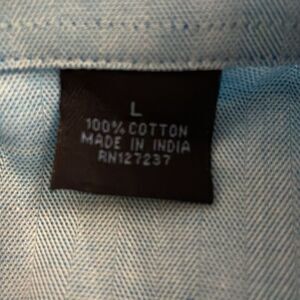 L
100% COTTON
MADE IN INDIA
RN127237